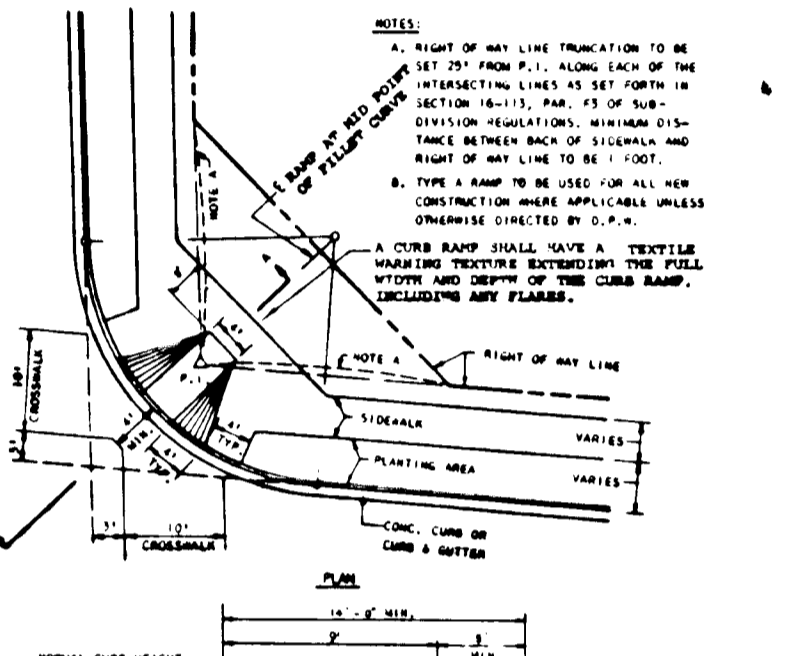 NOTES:
A. RIGHT OF WAY LINE TRUNCATION TO BE
SET 25' FROM P.I. ALONG EACH OF THE
INTERSECTING LINES AS SET FORTH IN
SECTION 16-113, PAR. F3 OF SUB-
DIVISION REGULATIONS. MINIMUM DIS-
TANCE BETWEEN BACK OF SIDEWALK AND
RIGHT OF WAY LINE TO BE 1 FOOT.
B. TYPE A RAMP TO BE USED FOR ALL NEW
CONSTRUCTION WHERE APPLICABLE UNLESS
OTHERWISE DIRECTED BY D.P.W.
A CURB RAMP SHALL HAVE A TEXTILE
WARNING TEXTURE EXTENDING THE FULL
WIDTH AND DEPTH OF THE CURB RAMP,
INCLUDING ANY FLARES.
℄ RAMP AT MID POINT
OF FILLET CURVE
NOTE A
A
4'
P.I.
NOTE A
RIGHT OF WAY LINE
10'
CROSSWALK
3'
4'
MIN.
4'
TYP.
4'
TYP.
SIDEWALK
VARIES
PLANTING AREA
VARIES
3'
10'
CROSSWALK
CONC. CURB OR
CURB & GUTTER
PLAN
14'-0" MIN.
9'
5'
MIN